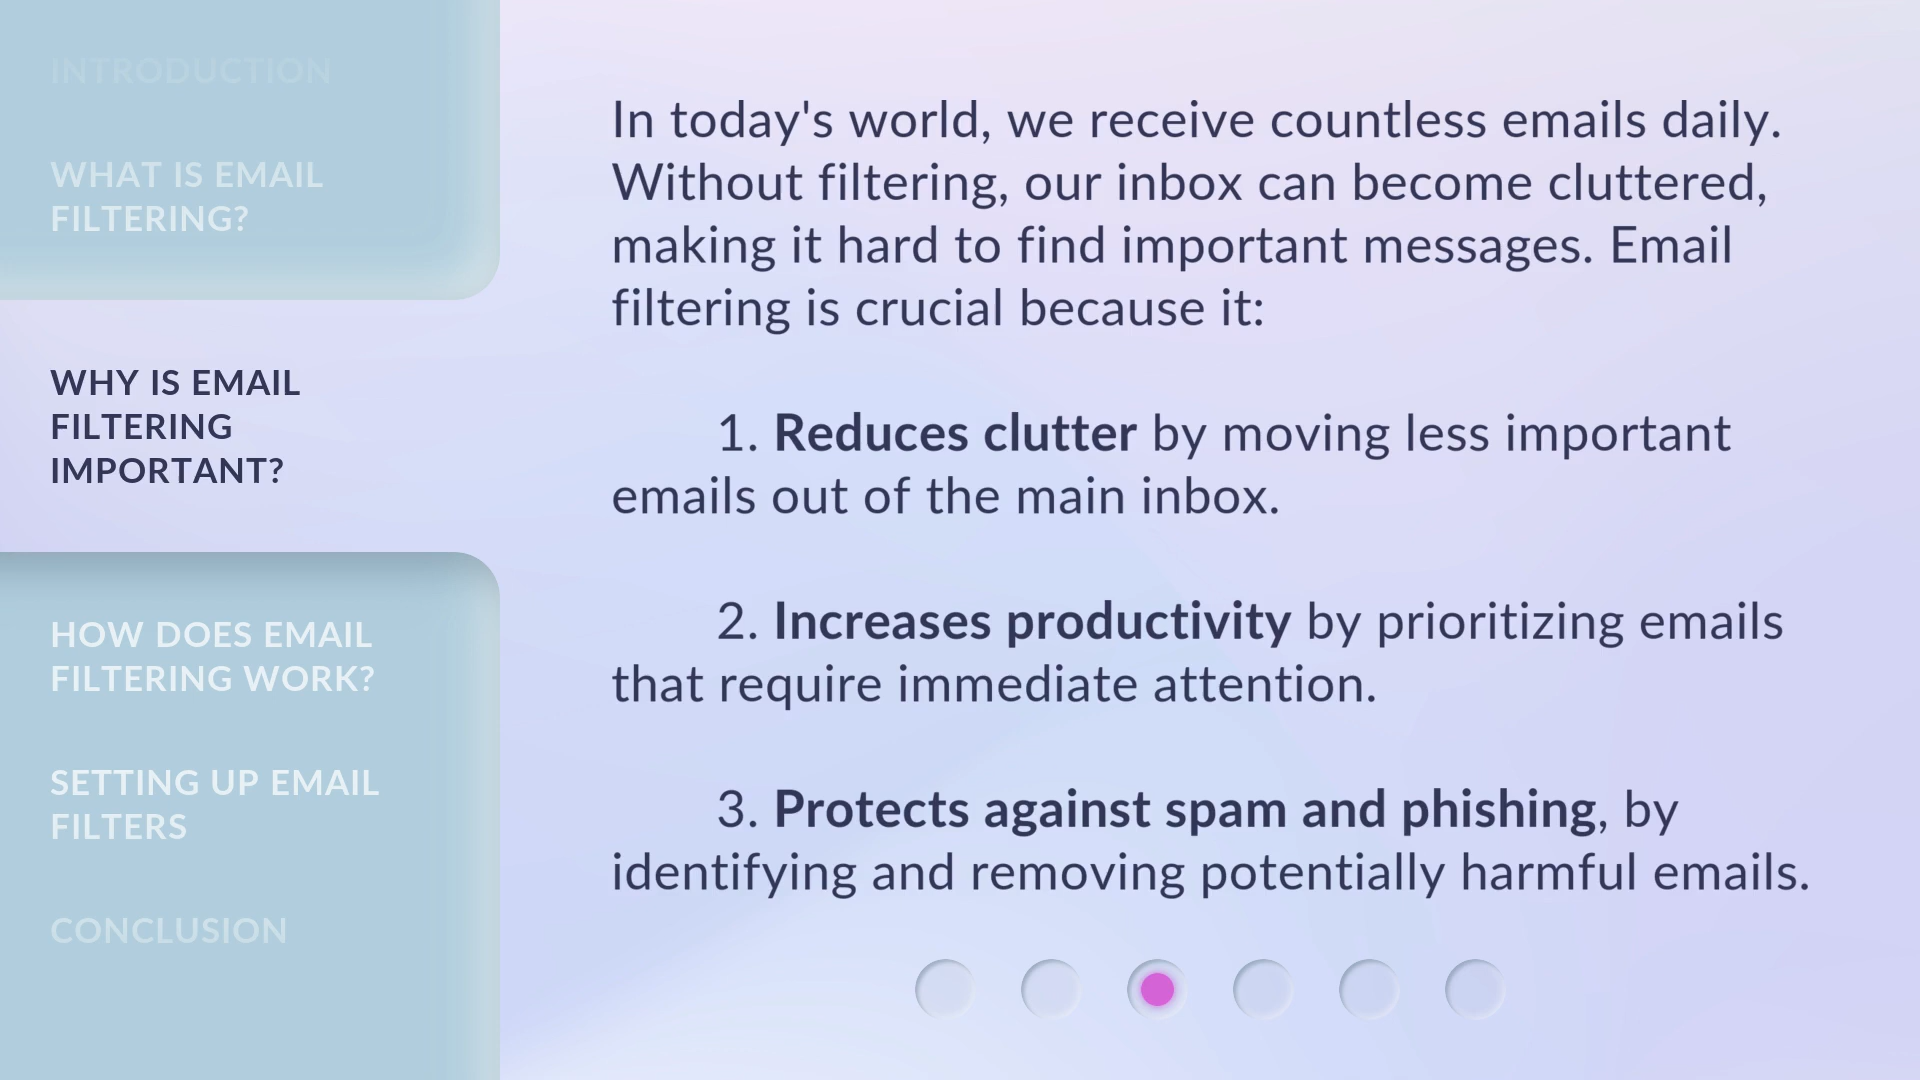 INTRODUCTION
WHAT IS EMAIL
FILTERING?
WHY IS EMAIL
FILTERING
IMPORTANT?
HOW DOES EMAIL
FILTERING WORK?
SETTING UP EMAIL
FILTERS
CONCLUSION
In today's world, we receive countless emails daily.
Without filtering, our inbox can become cluttered,
making it hard to find important messages. Email
filtering is crucial because it:
1. Reduces clutter by moving less important
emails out of the main inbox.
2. Increases productivity by prioritizing emails
that require immediate attention.
3. Protects against spam and phishing, by
identifying and removing potentially harmful emails.